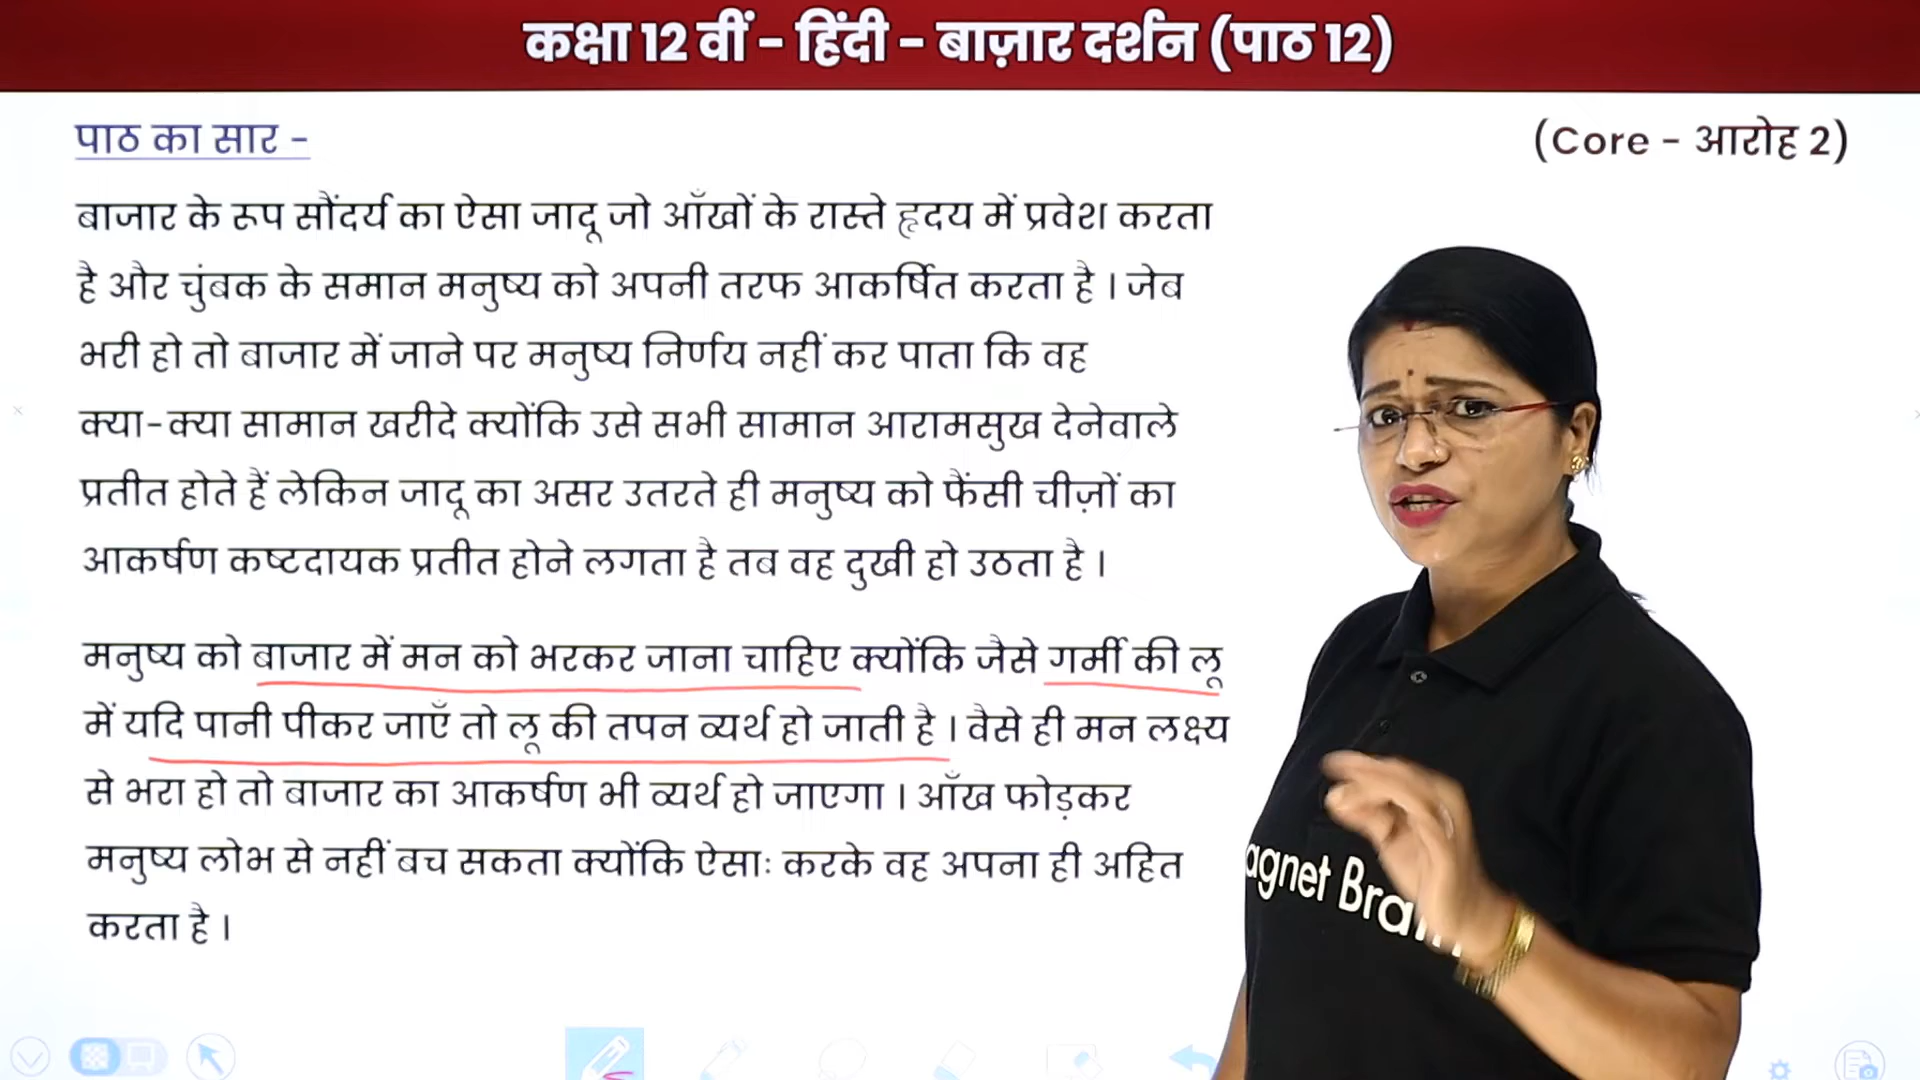 कक्षा 12 वीं - हिंदी - बाज़ार दर्शन (पाठ 12)
पाठ का सार -
(Core - आरोह 2)
बाजार के रूप सौंदर्य का ऐसा जादू जो आँखों के रास्ते हृदय में प्रवेश करता
है और चुंबक के समान मनुष्य को अपनी तरफ आकर्षित करता है । जेब
भरी हो तो बाजार में जाने पर मनुष्य निर्णय नहीं कर पाता कि वह
क्या-क्या सामान खरीदे क्योंकि उसे सभी सामान आरामसुख देनेवाले
प्रतीत होते हैं लेकिन जादू का असर उतरते ही मनुष्य को फैंसी चीज़ों का
आकर्षण कष्टदायक प्रतीत होने लगता है तब वह दुखी हो उठता है ।
मनुष्य को बाजार में मन को भरकर जाना चाहिए क्योंकि जैसे गर्मी की लू
में यदि पानी पीकर जाएँ तो लू की तपन व्यर्थ हो जाती है । वैसे ही मन लक्ष्य
से भरा हो तो बाजार का आकर्षण भी व्यर्थ हो जाएगा । आँख फोड़कर
मनुष्य लोभ से नहीं बच सकता क्योंकि ऐसाः करके वह अपना ही अहित
करता है ।
agnet Brain